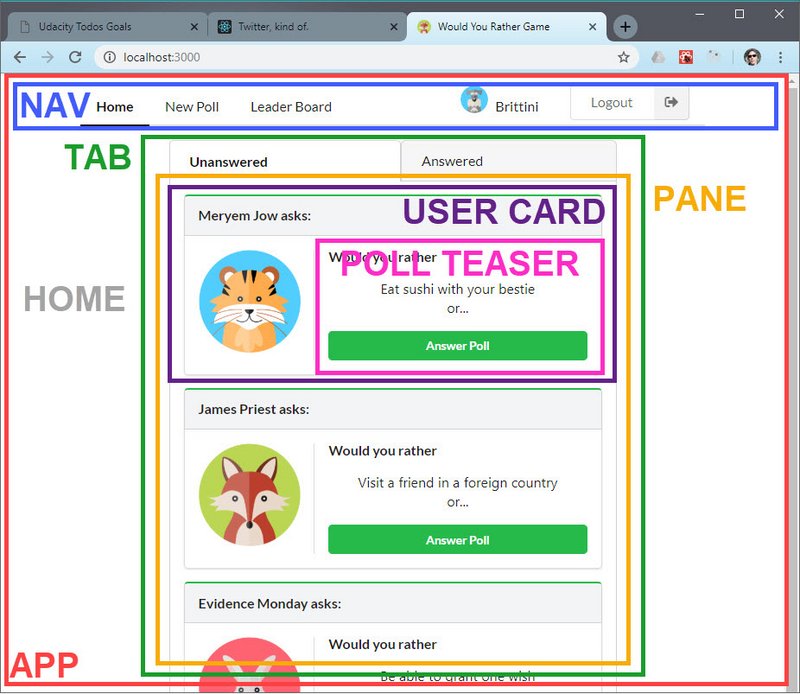 Udacity Todos Goals
Twitter, kind of.
Would You Rather Game
localhost:3000
NAV
Home
New Poll
Leader Board
Brittini
Logout
TAB
Unanswered
Answered
PANE
USER CARD
Meryem Jow asks:
POLL TEASER
Would you rather
Eat sushi with your bestie
or...
Answer Poll
HOME
James Priest asks:
Would you rather
Visit a friend in a foreign country
or...
Answer Poll
Evidence Monday asks:
Would you rather
Be able to grant one wish
APP